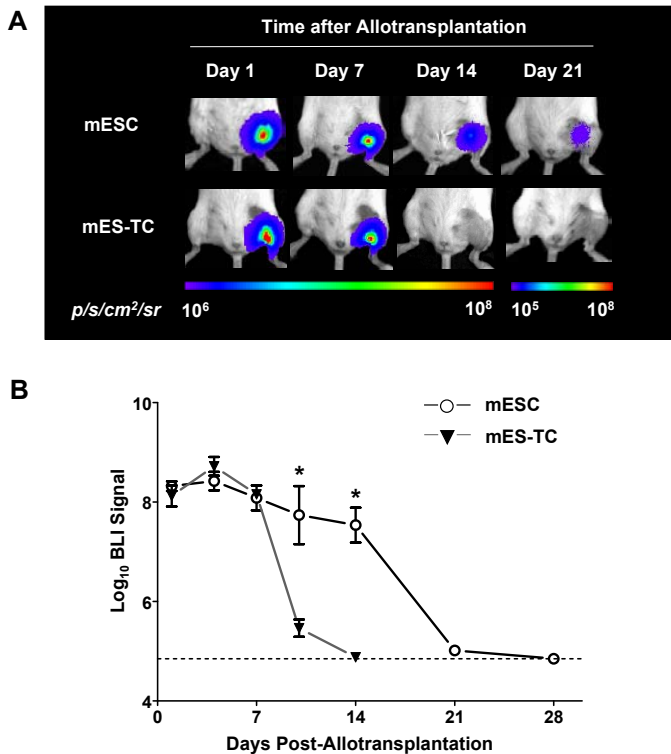 A
Time after Allotransplantation
Day 1 Day 7 Day 14 Day 21
mESC
mES-TC
p/s/cm²/sr 10⁶ 10⁸ 10⁵ 10⁸
B
10
8
6
4
Log₁₀ BLI Signal
mESC
mES-TC
* *
0 7 14 21 28
Days Post-Allotransplantation